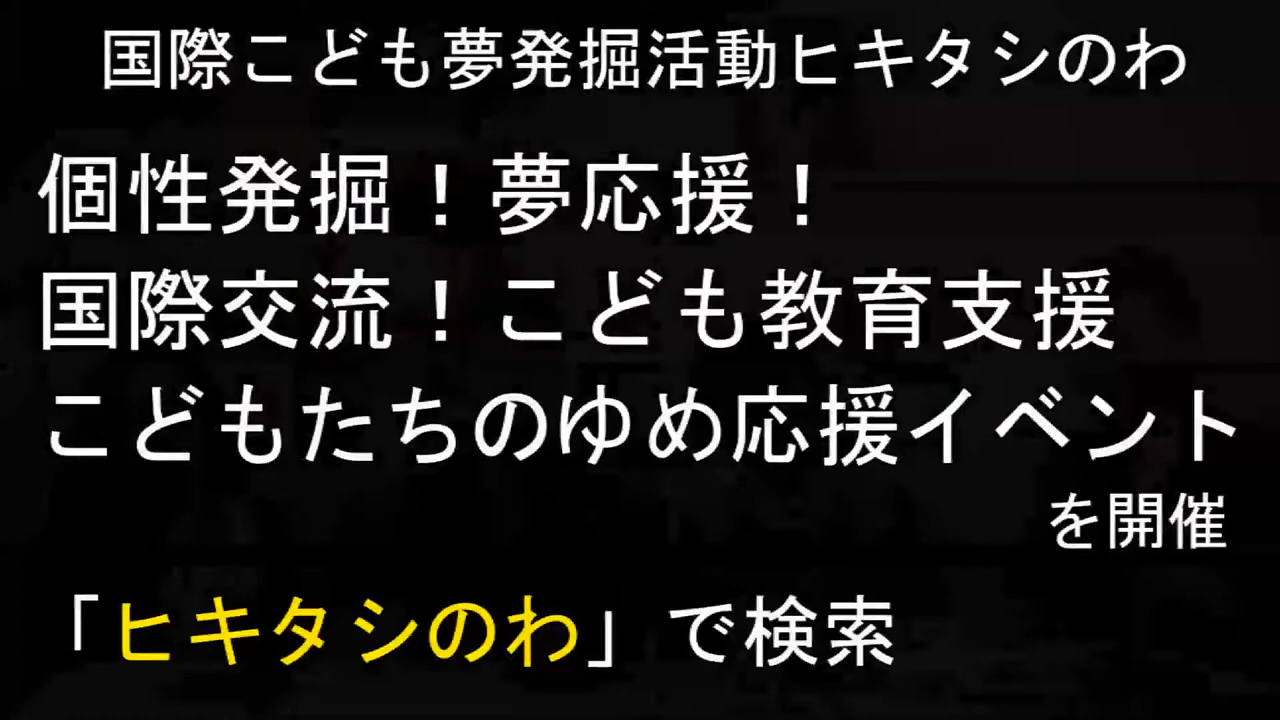 国際こども夢発掘活動ヒキタシのわ
個性発掘！夢応援！
国際交流！こども教育支援
こどもたちのゆめ応援イベント
を開催
「ヒキタシのわ」で検索